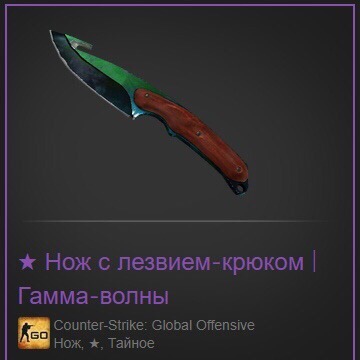 ★ Нож с лезвием-крюком |
Гамма-волны
GO
Counter-Strike: Global Offensive
Нож, ★, Тайное